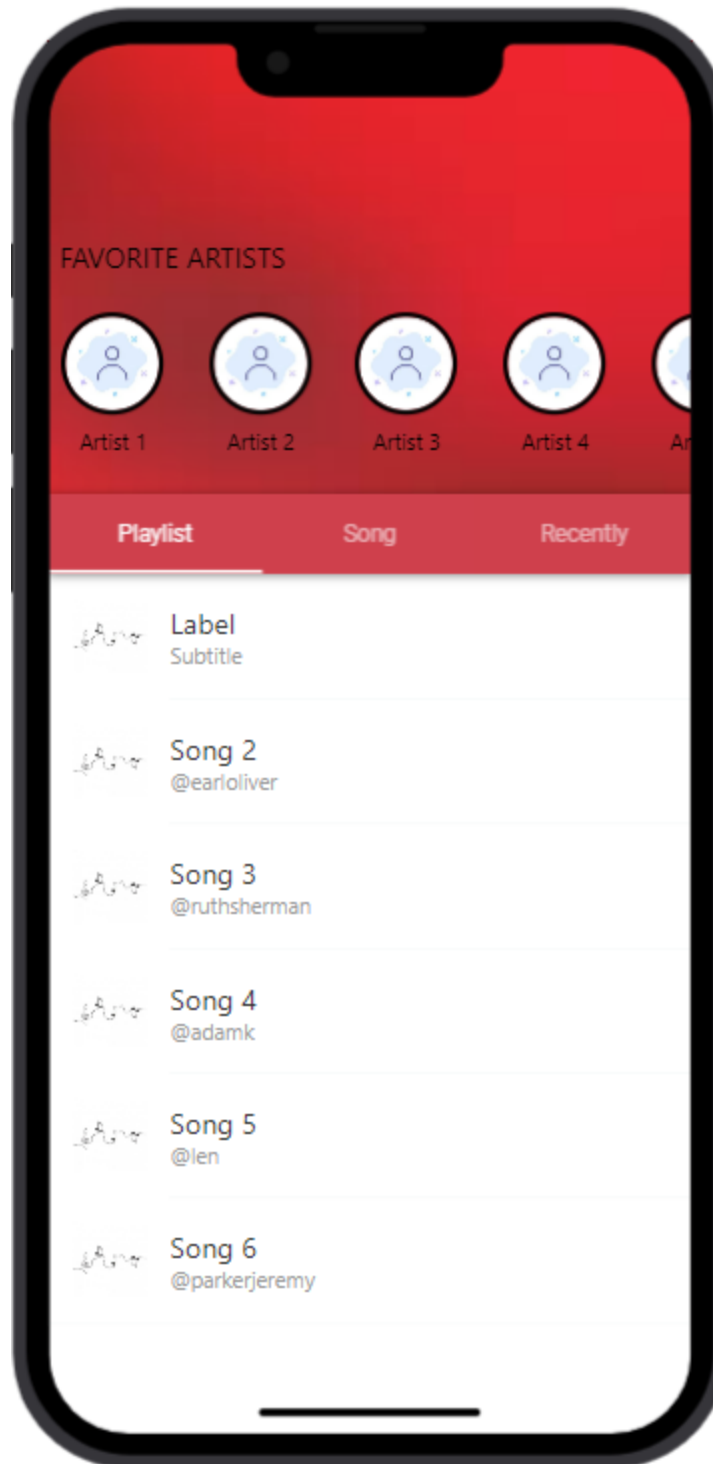 FAVORITE ARTISTS
Artist 1 Artist 2 Artist 3 Artist 4
Playlist Song Recently
Label
Subtitle
Song 2
@earloliver
Song 3
@ruthsherman
Song 4
@adamk
Song 5
@len
Song 6
@parkerjeremy